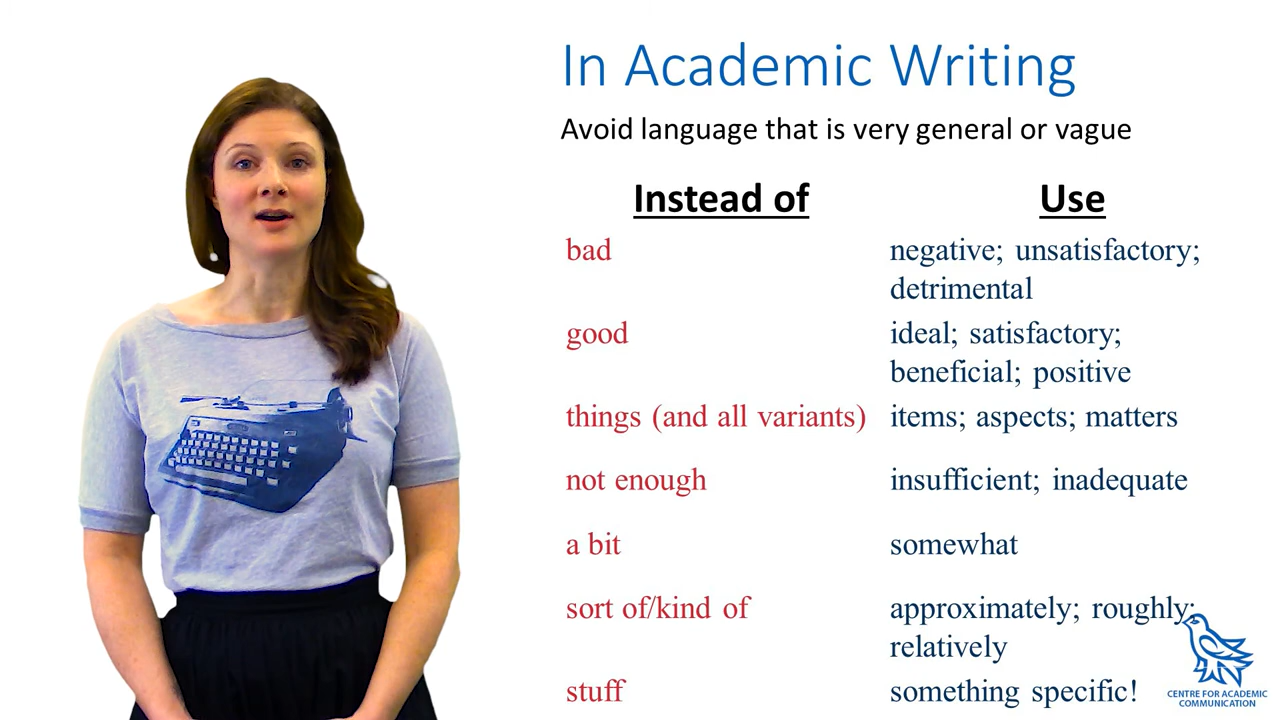 In Academic Writing
Avoid language that is very general or vague
Instead of Use
bad negative; unsatisfactory;
detrimental
good ideal; satisfactory;
beneficial; positive
things (and all variants) items; aspects; matters
not enough insufficient; inadequate
a bit somewhat
sort of/kind of approximately; roughly;
relatively
stuff something specific!
CENTRE FOR ACADEMIC
COMMUNICATION